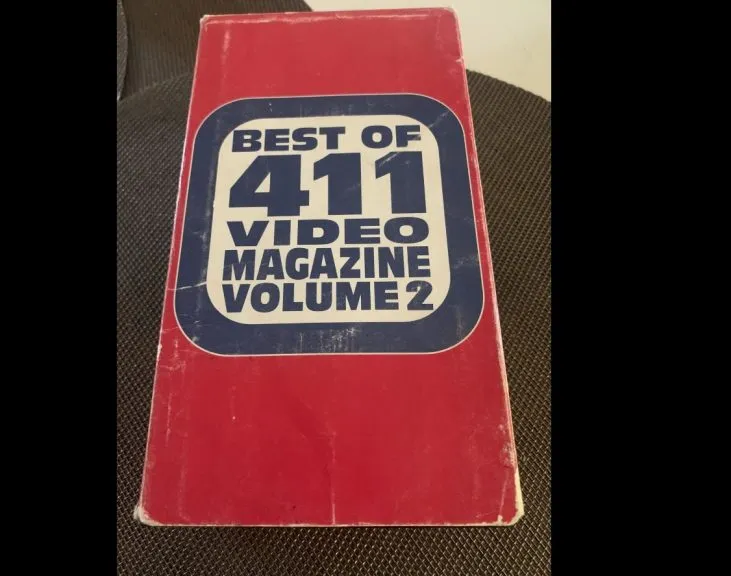 BEST OF
411
VIDEO
MAGAZINE
VOLUME 2